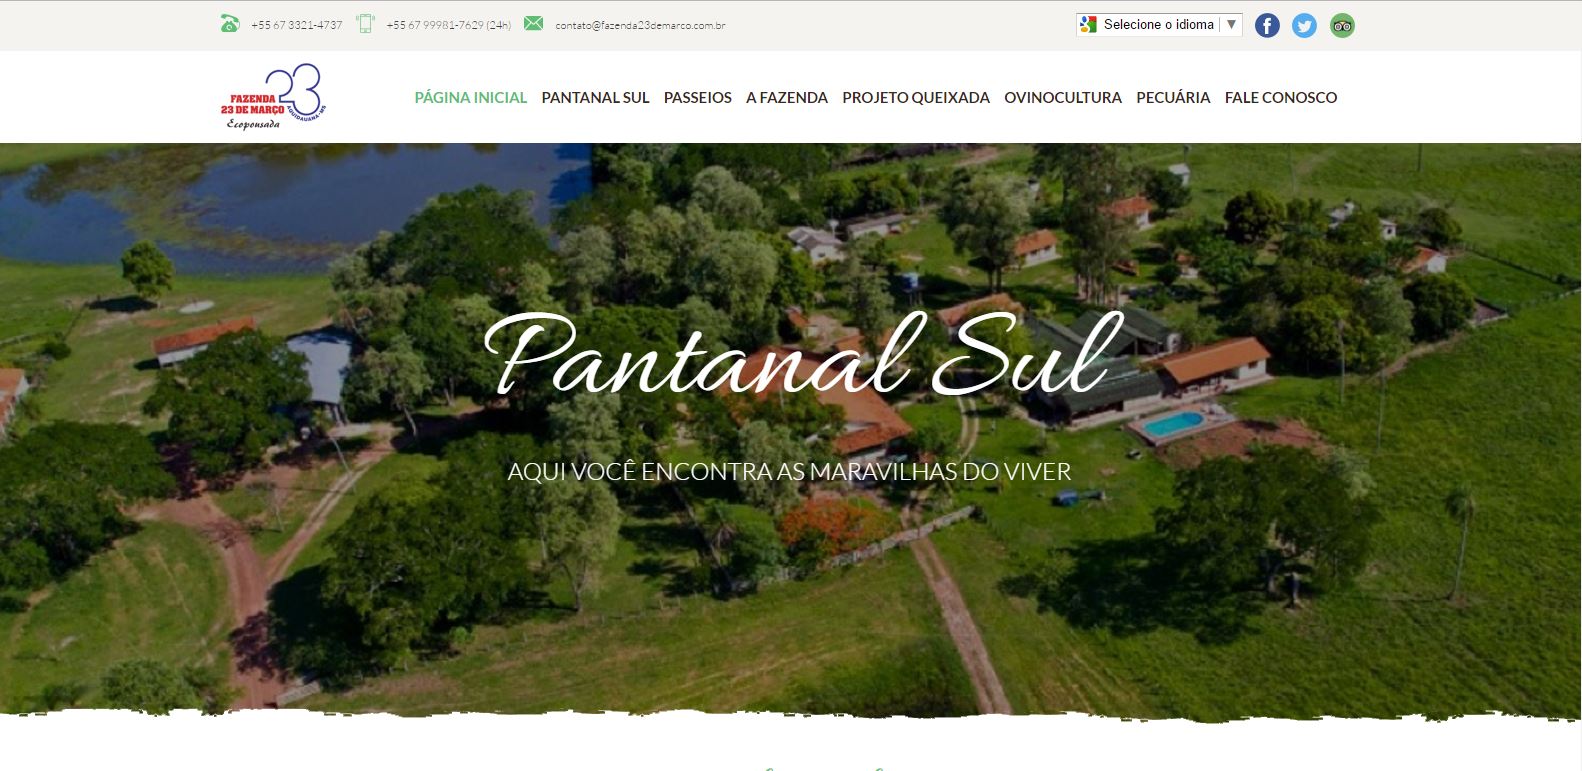 +55 67 3321-4737
+55 67 99981-7629 (24h)
contato@fazenda23demarco.com.br
Selecione o idioma ▼
23
FAZENDA
23 DE MARÇO
AQUIDAUANA-MS
Ecopousada
PÁGINA INICIAL
PANTANAL SUL
PASSEIOS
A FAZENDA
PROJETO QUEIXADA
OVINOCULTURA
PECUÁRIA
FALE CONOSCO
Pantanal Sul
AQUI VOCÊ ENCONTRA AS MARAVILHAS DO VIVER